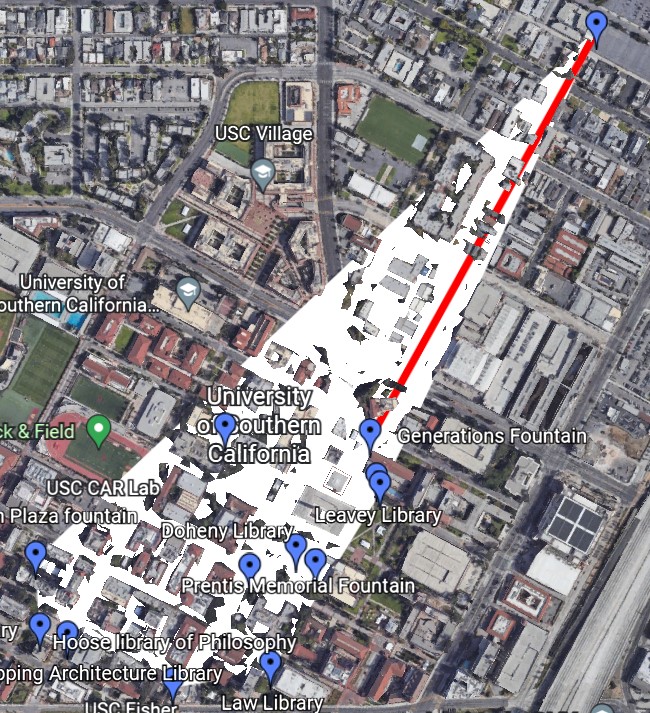 USC Village
University of
outhern California...
University
of Southern
California
Generations Fountain
ck & Field
USC CAR Lab
n Plaza fountain
Leavey Library
Doheny Library
Prentis Memorial Fountain
ry
Hoose library of Philosophy
pping Architecture Library
Law Library
USC Fisher